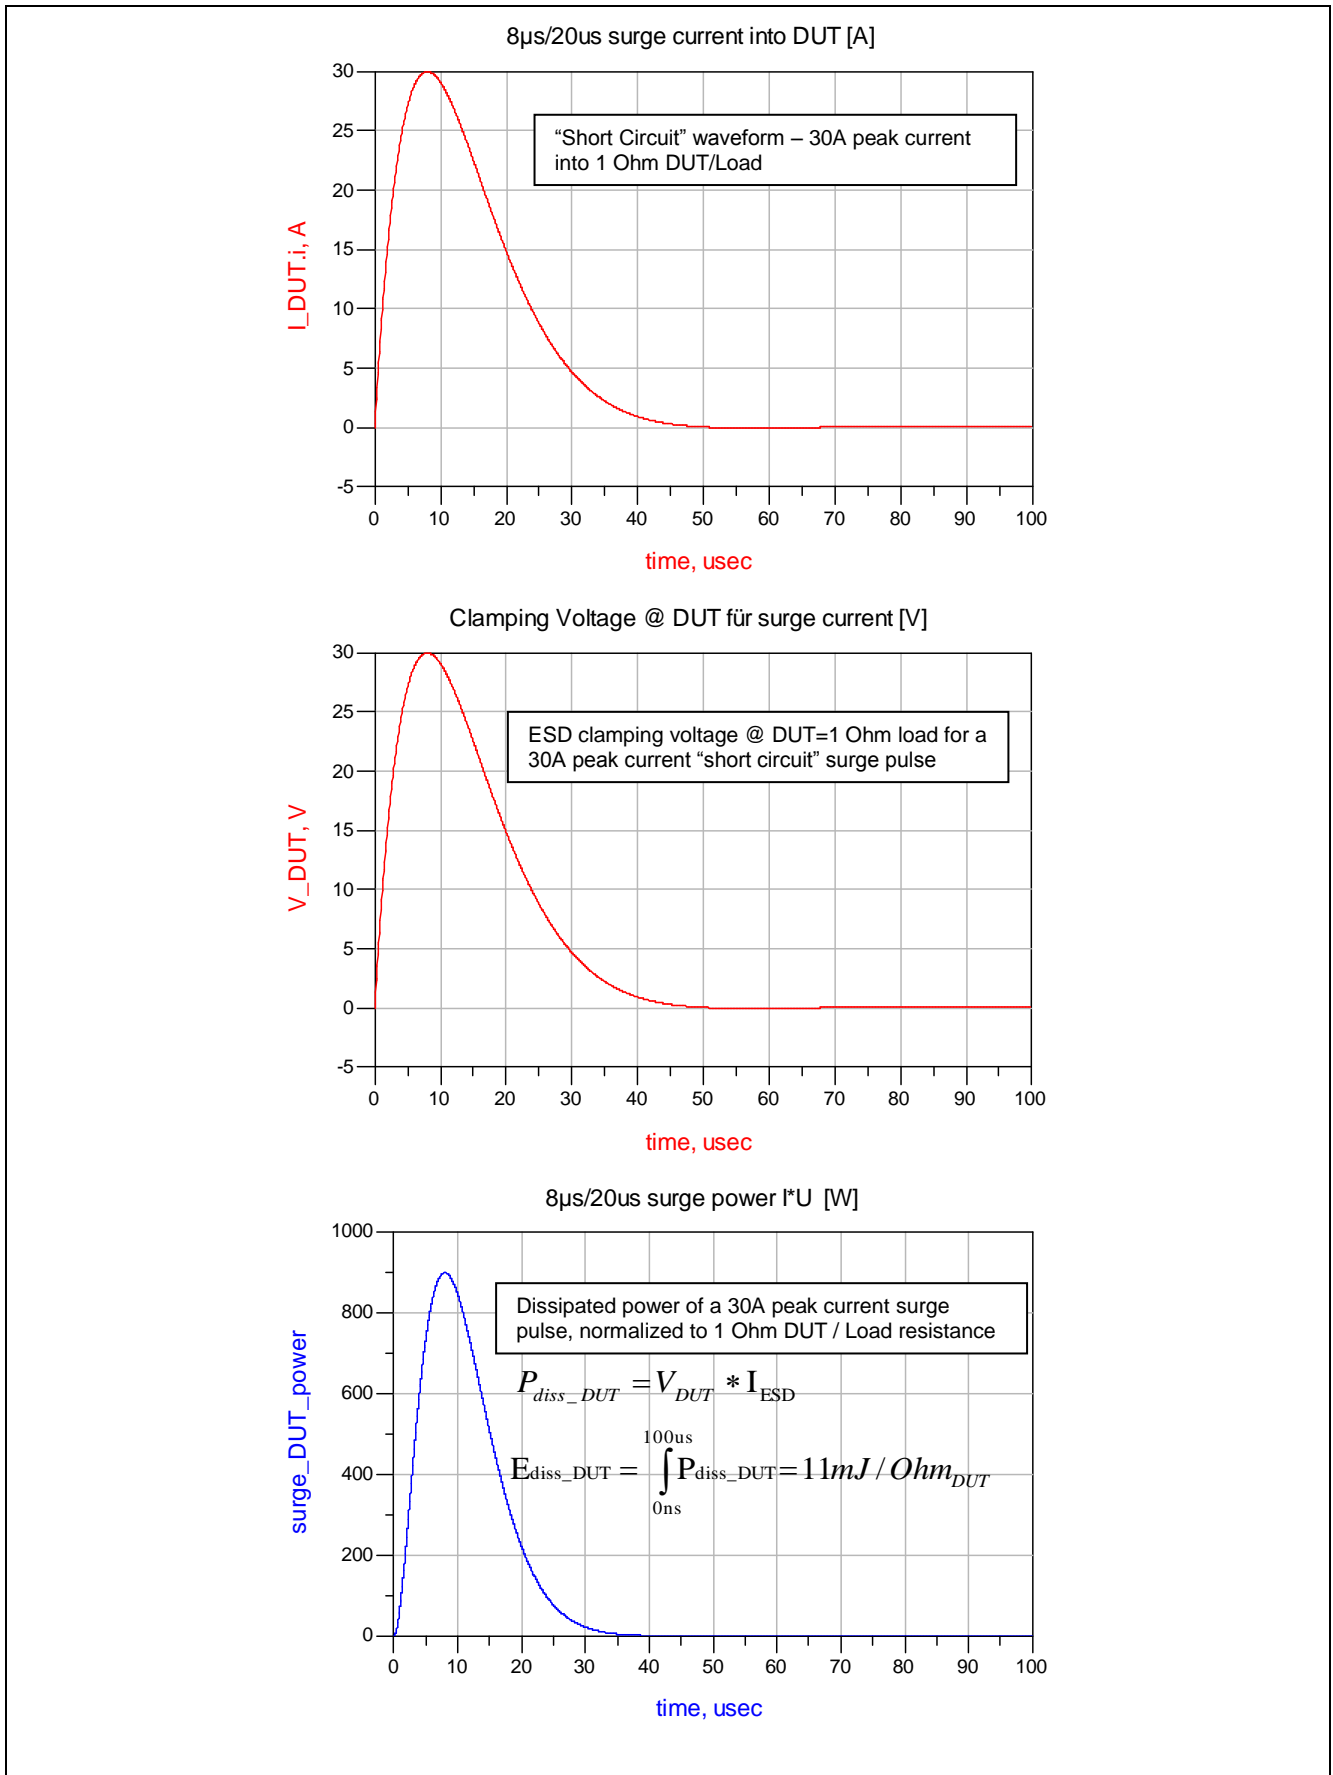 8µs/20us surge current into DUT [A]
30
25
20
15
10
5
0
-5
I_DUT.i, A
“Short Circuit” waveform – 30A peak current
into 1 Ohm DUT/Load
0 10 20 30 40 50 60 70 80 90 100
time, usec
Clamping Voltage @ DUT für surge current [V]
30
25
20
15
10
5
0
-5
V_DUT, V
ESD clamping voltage @ DUT=1 Ohm load for a
30A peak current “short circuit” surge pulse
0 10 20 30 40 50 60 70 80 90 100
time, usec
8µs/20us surge power I*U [W]
1000
800
600
400
200
0
surge_DUT_power
Dissipated power of a 30A peak current surge
pulse, normalized to 1 Ohm DUT / Load resistance
P_diss_DUT = V_DUT * I_ESD
100us
E_diss_DUT = ∫ P_diss_DUT = 11mJ / Ohm_DUT
0ns
0 10 20 30 40 50 60 70 80 90 100
time, usec